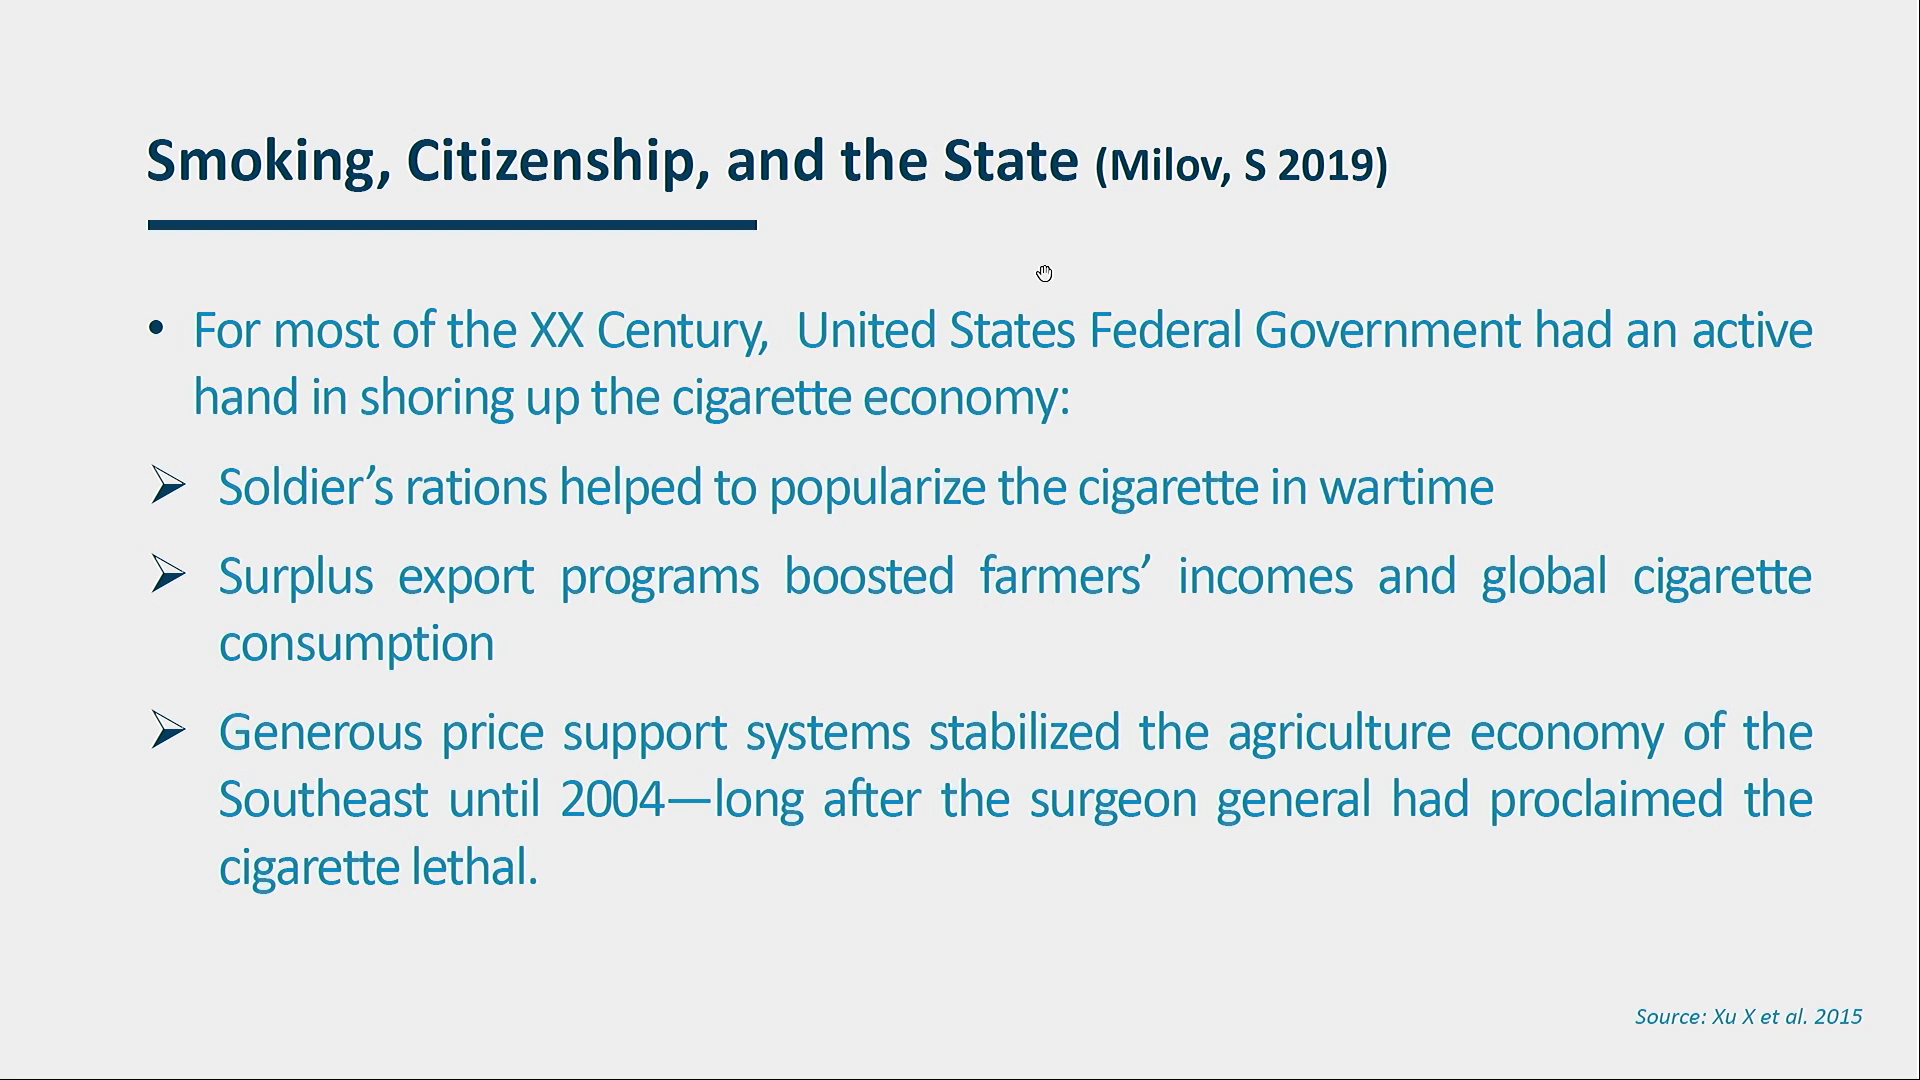 Smoking, Citizenship, and the State (Milov, S 2019)
• For most of the XX Century,  United States Federal Government had an active
hand in shoring up the cigarette economy:
➢ Soldier’s rations helped to popularize the cigarette in wartime
➢ Surplus export programs boosted farmers’ incomes and global cigarette
consumption
➢ Generous price support systems stabilized the agriculture economy of the
Southeast until 2004—long after the surgeon general had proclaimed the
cigarette lethal.
Source: Xu X et al. 2015